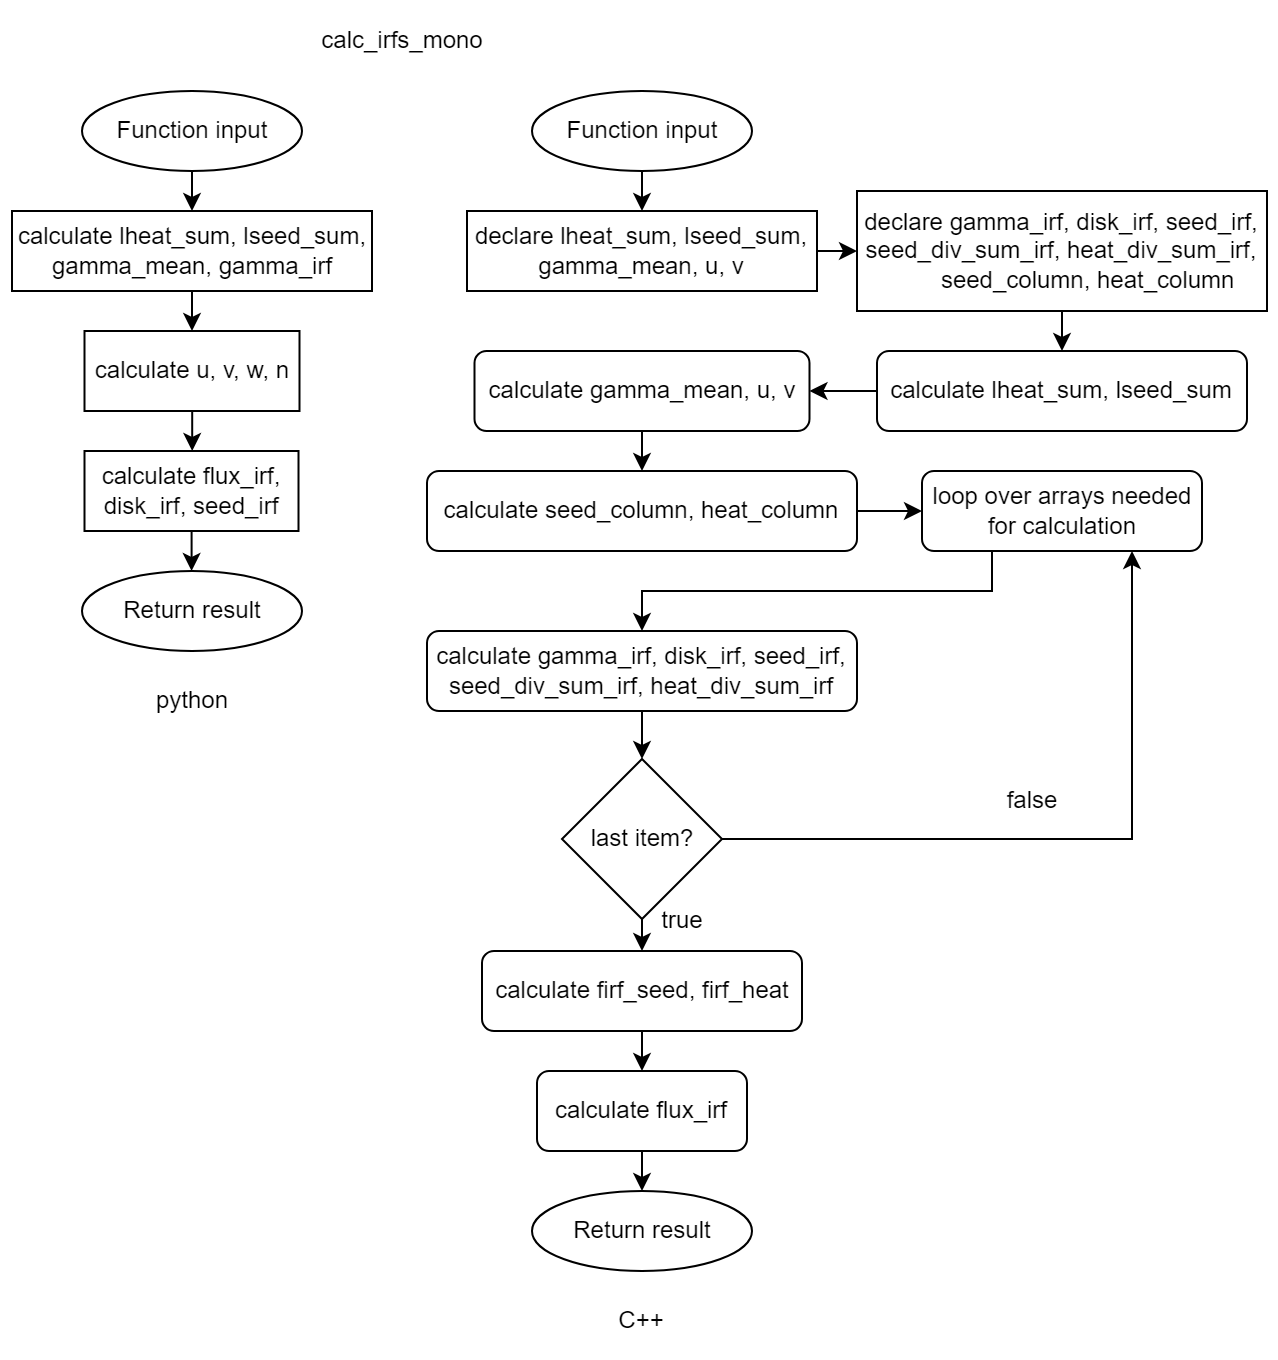 calc_irfs_mono
Function input
calculate lheat_sum, lseed_sum,
gamma_mean, gamma_irf
calculate u, v, w, n
calculate flux_irf,
disk_irf, seed_irf
Return result
python
Function input
declare lheat_sum, lseed_sum,
gamma_mean, u, v
declare gamma_irf, disk_irf, seed_irf,
seed_div_sum_irf, heat_div_sum_irf,
seed_column, heat_column
calculate lheat_sum, lseed_sum
calculate gamma_mean, u, v
calculate seed_column, heat_column
loop over arrays needed
for calculation
calculate gamma_irf, disk_irf, seed_irf,
seed_div_sum_irf, heat_div_sum_irf
last item?
false
true
calculate firf_seed, firf_heat
calculate flux_irf
Return result
C++